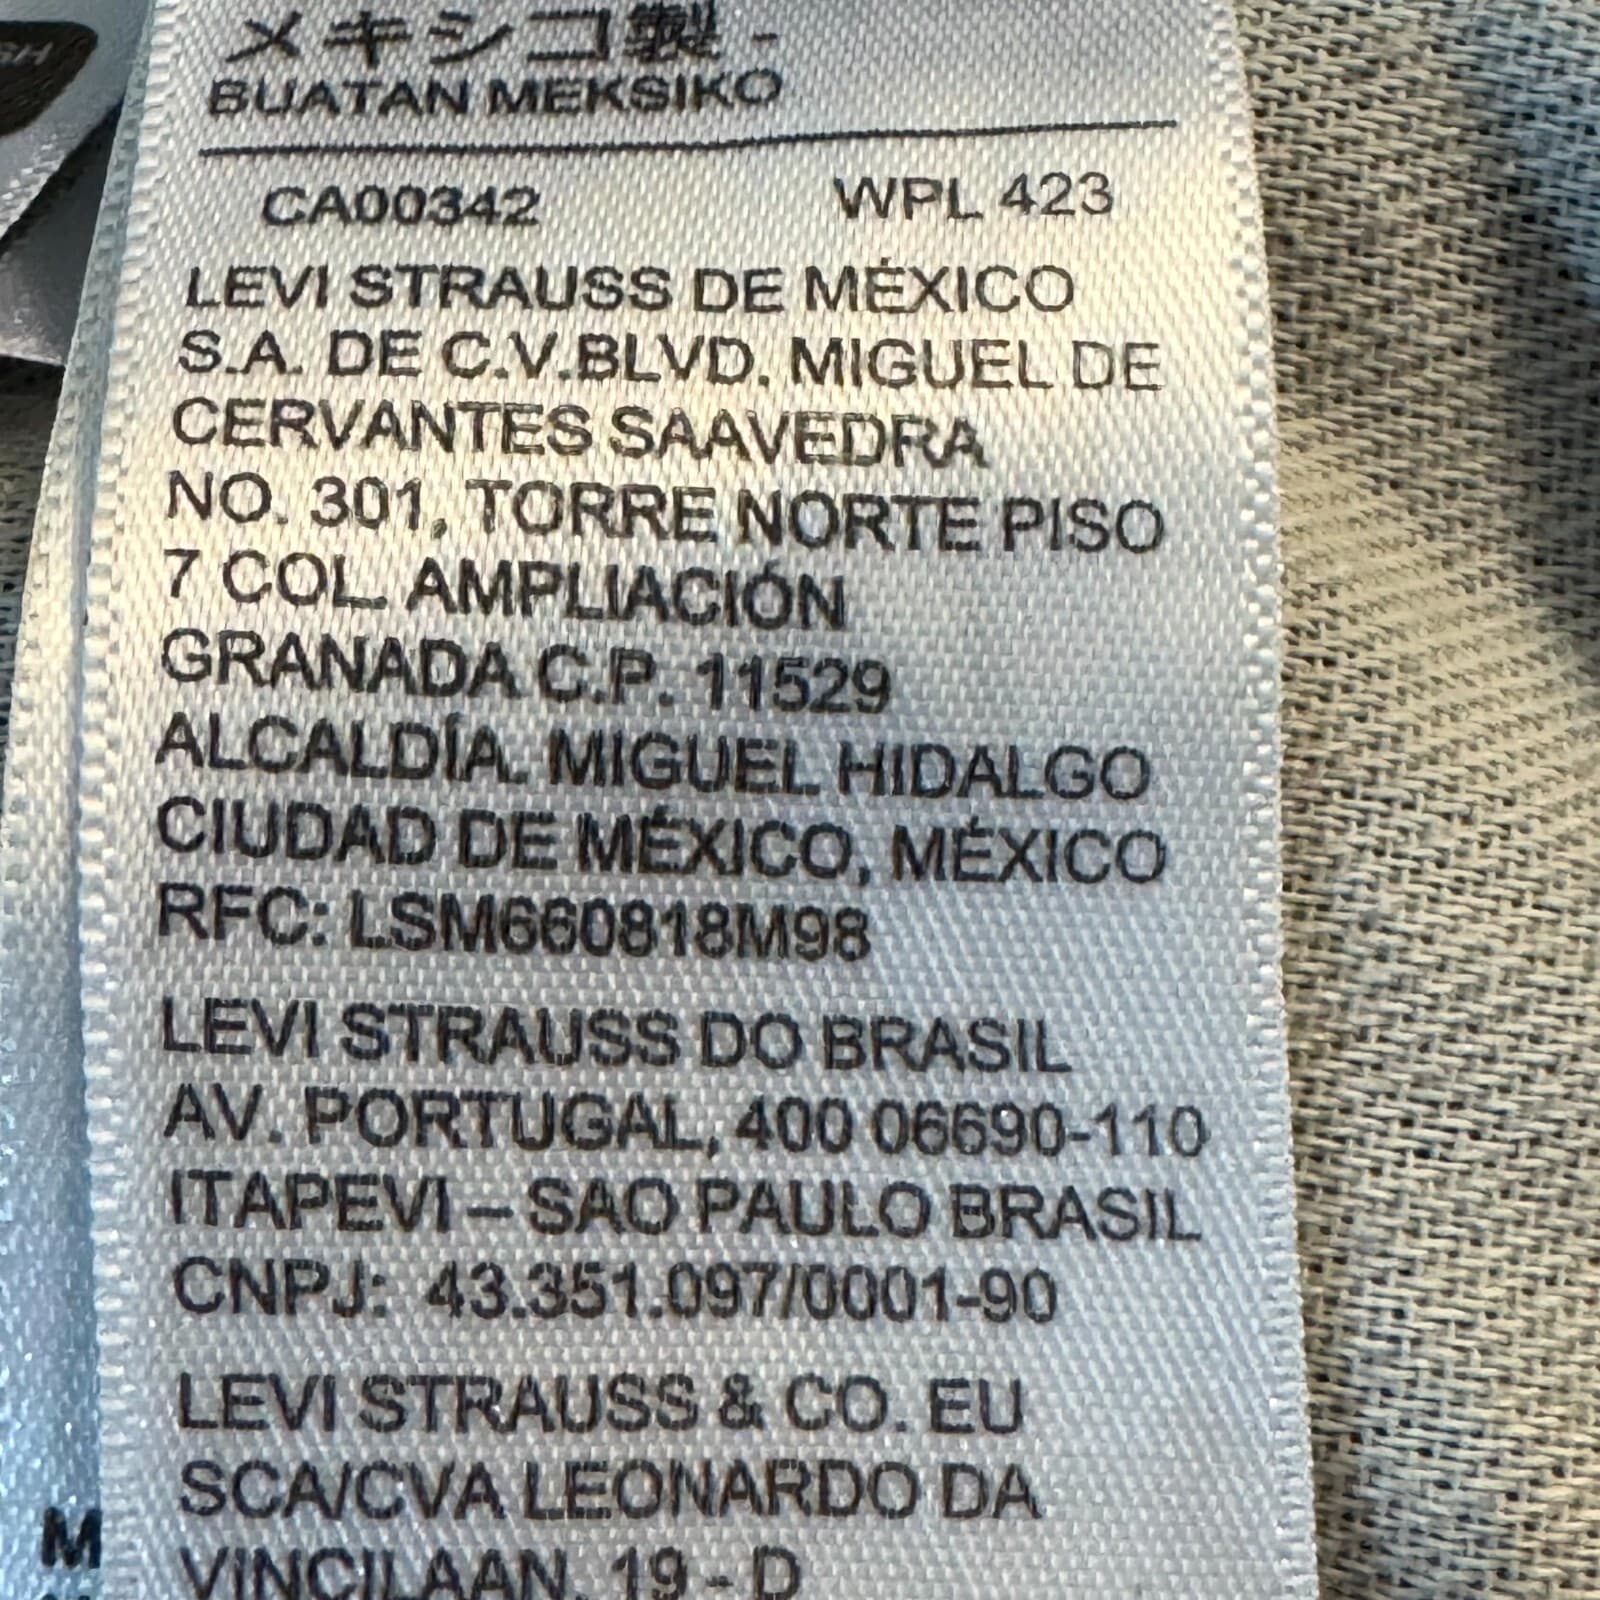 メキシコ製 -
BUATAN MEKSIKO
CA00342 WPL 423
LEVI STRAUSS DE MÉXICO
S.A. DE C.V.BLVD. MIGUEL DE
CERVANTES SAAVEDRA
NO. 301, TORRE NORTE PISO
7 COL. AMPLIACIÓN
GRANADA C.P. 11529
ALCALDÍA. MIGUEL HIDALGO
CIUDAD DE MÉXICO, MÉXICO
RFC: LSM660818M98
LEVI STRAUSS DO BRASIL
AV. PORTUGAL, 400 06690-110
ITAPEVI – SAO PAULO BRASIL
CNPJ: 43.351.097/0001-90
LEVI STRAUSS & CO. EU
SCA/CVA LEONARDO DA
VINCILAAN, 19 - D
M